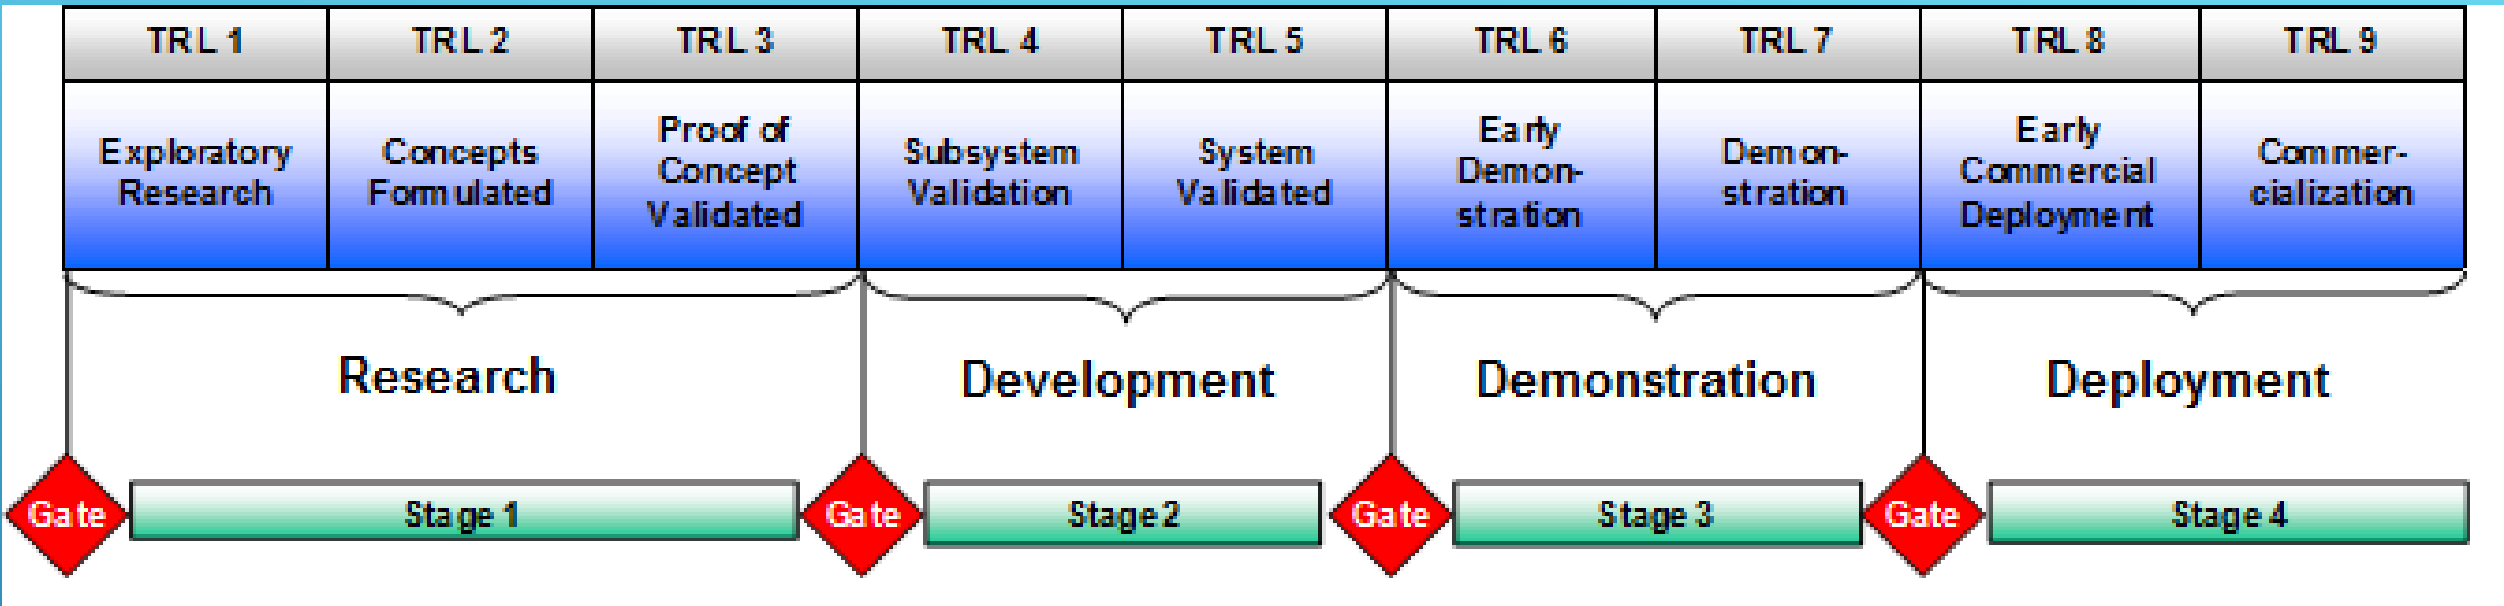 TRL 1 TRL 2 TRL 3 TRL 4 TRL 5 TRL 6 TRL 7 TRL 8 TRL 9
Exploratory
Research
Concepts
Formulated
Proof of
Concept
Validated
Subsystem
Validation
System
Validated
Early
Demon-
stration
Demon-
stration
Early
Commercial
Deployment
Commer-
cialization
Research Development Demonstration Deployment
Gate Stage 1 Gate Stage 2 Gate Stage 3 Gate Stage 4